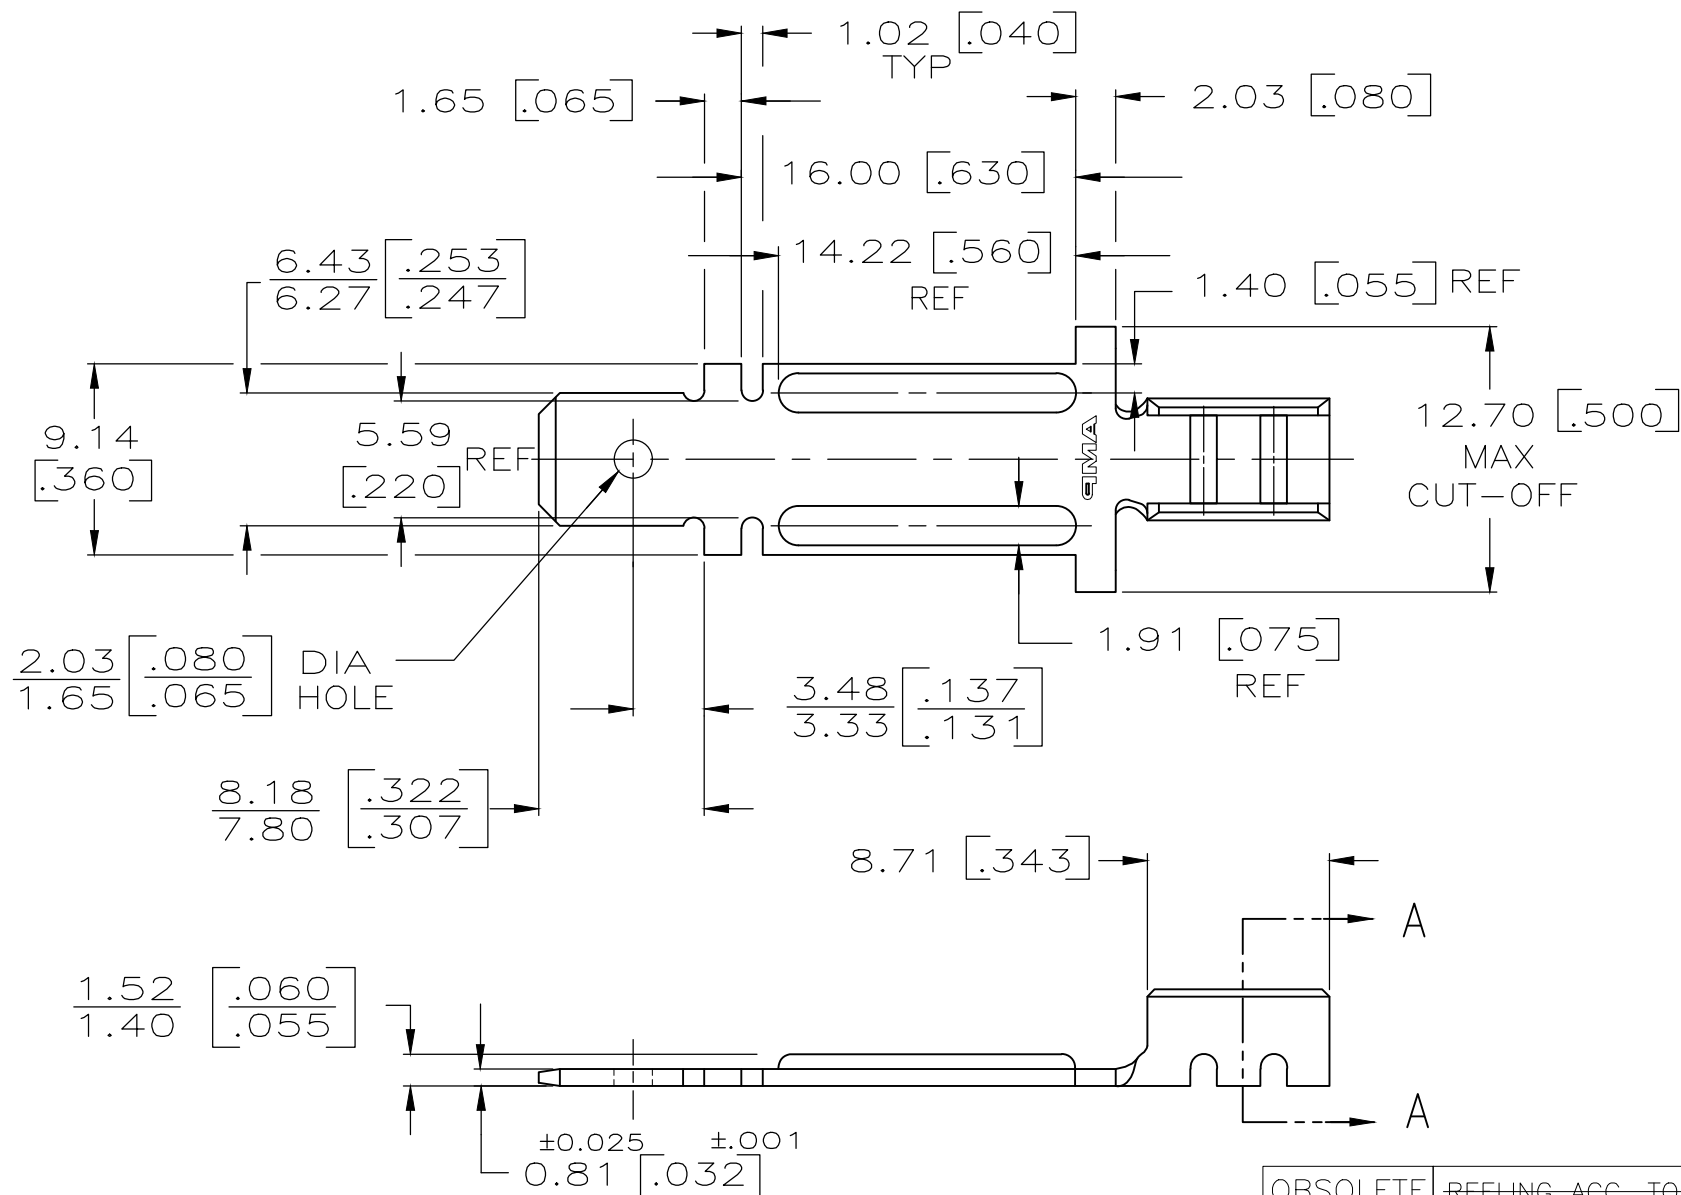 1.02 [.040]
TYP
1.65 [.065]
2.03 [.080]
16.00 [.630]
14.22 [.560]
REF
6.43 [.253]
6.27 [.247]
1.40 [.055] REF
9.14
[.360]
5.59
[.220]
REF
AMP
12.70 [.500]
MAX
CUT-OFF
2.03 [.080]
1.65 [.065]
DIA
HOLE
1.91 [.075]
REF
3.48 [.137]
3.33 [.131]
8.18 [.322]
7.80 [.307]
8.71 [.343]
A
1.52 [.060]
1.40 [.055]
A
±0.025 ±.001
0.81 [.032]
OBSOLETE REELING ACC. TO